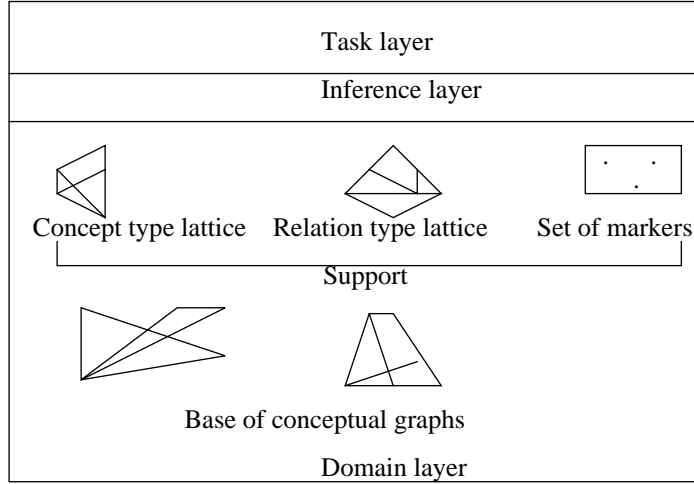 Task layer
Inference layer
Concept type lattice
Relation type lattice
Set of markers
Support
Base of conceptual graphs
Domain layer